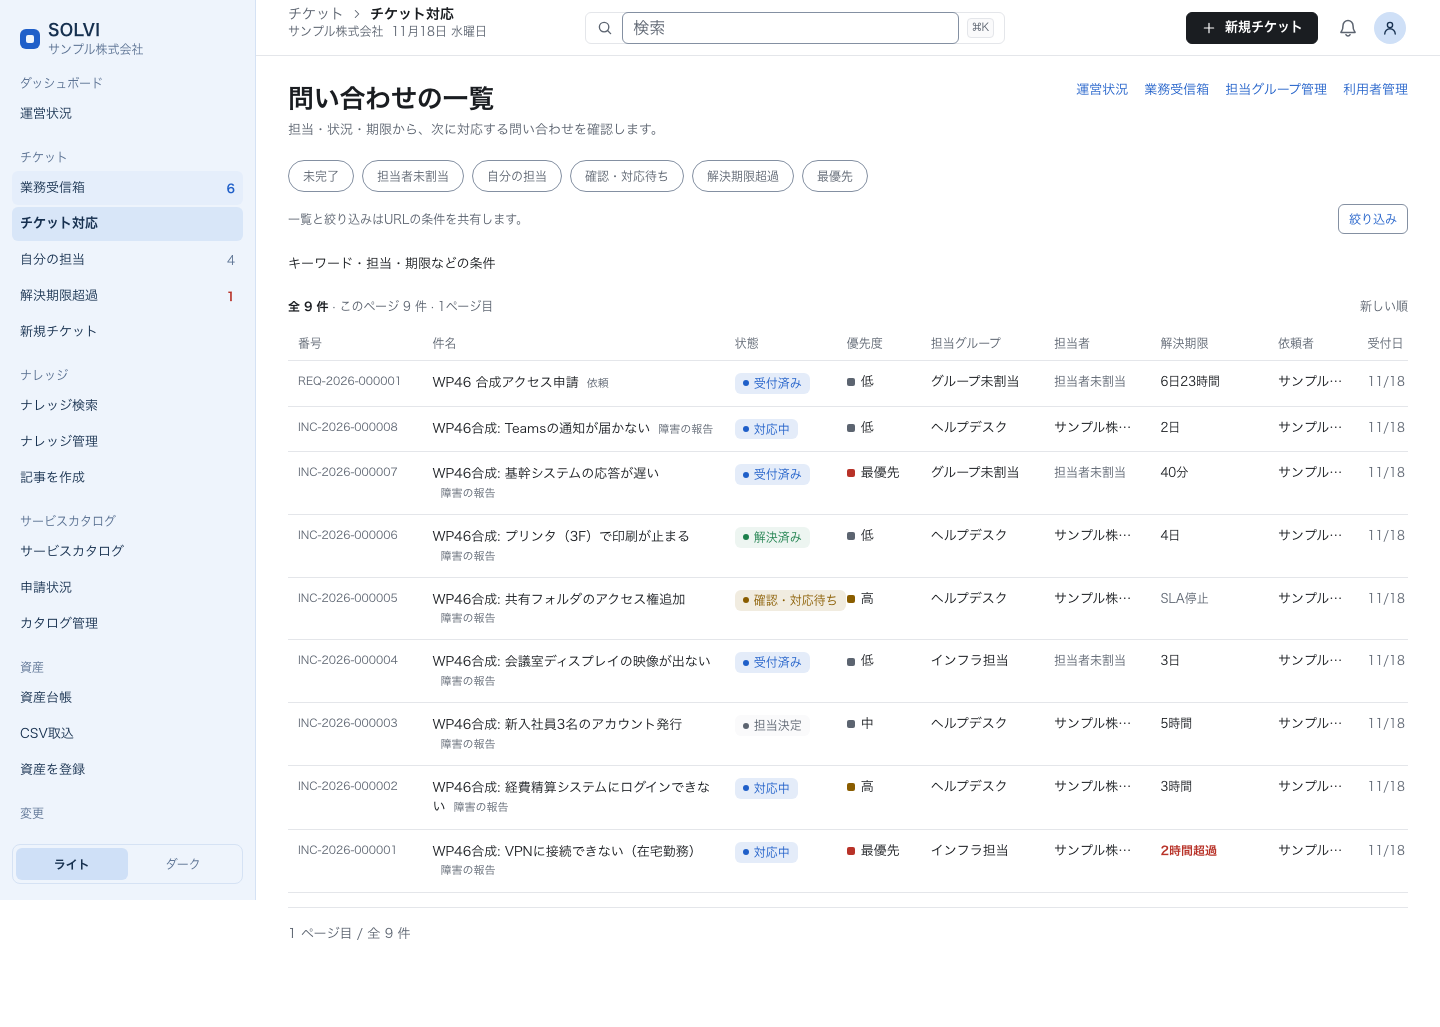 SOLVI
サンプル株式会社
ダッシュボード
運営状況
チケット
業務受信箱 6
チケット対応
自分の担当 4
解決期限超過 1
新規チケット
ナレッジ
ナレッジ検索
ナレッジ管理
記事を作成
サービスカタログ
サービスカタログ
申請状況
カタログ管理
資産
資産台帳
CSV取込
資産を登録
変更
ライト ダーク
チケット > チケット対応
サンプル株式会社 11月18日 水曜日
検索 ⌘K
+ 新規チケット
問い合わせの一覧
運営状況 業務受信箱 担当グループ管理 利用者管理
担当・状況・期限から、次に対応する問い合わせを確認します。
未完了 担当者未割当 自分の担当 確認・対応待ち 解決期限超過 最優先
一覧と絞り込みはURLの条件を共有します。 絞り込み
キーワード・担当・期限などの条件
全 9 件 · このページ 9 件 · 1ページ目 新しい順
番号 件名 状態 優先度 担当グループ 担当者 解決期限 依頼者 受付日
REQ-2026-000001 WP46 合成アクセス申請 依頼 受付済み 低 グループ未割当 担当者未割当 6日23時間 サンプル… 11/18
INC-2026-000008 WP46合成: Teamsの通知が届かない 障害の報告 対応中 低 ヘルプデスク サンプル株… 2日 サンプル… 11/18
INC-2026-000007 WP46合成: 基幹システムの応答が遅い 受付済み 最優先 グループ未割当 担当者未割当 40分 サンプル… 11/18
障害の報告
INC-2026-000006 WP46合成: プリンタ（3F）で印刷が止まる 解決済み 低 ヘルプデスク サンプル株… 4日 サンプル… 11/18
障害の報告
INC-2026-000005 WP46合成: 共有フォルダのアクセス権追加 確認・対応待ち 高 ヘルプデスク サンプル株… SLA停止 サンプル… 11/18
障害の報告
INC-2026-000004 WP46合成: 会議室ディスプレイの映像が出ない 受付済み 低 インフラ担当 担当者未割当 3日 サンプル… 11/18
障害の報告
INC-2026-000003 WP46合成: 新入社員3名のアカウント発行 担当決定 中 ヘルプデスク サンプル株… 5時間 サンプル… 11/18
障害の報告
INC-2026-000002 WP46合成: 経費精算システムにログインできな 対応中 高 ヘルプデスク サンプル株… 3時間 サンプル… 11/18
い 障害の報告
INC-2026-000001 WP46合成: VPNに接続できない（在宅勤務） 対応中 最優先 インフラ担当 サンプル株… 2時間超過 サンプル… 11/18
障害の報告
1 ページ目 / 全 9 件